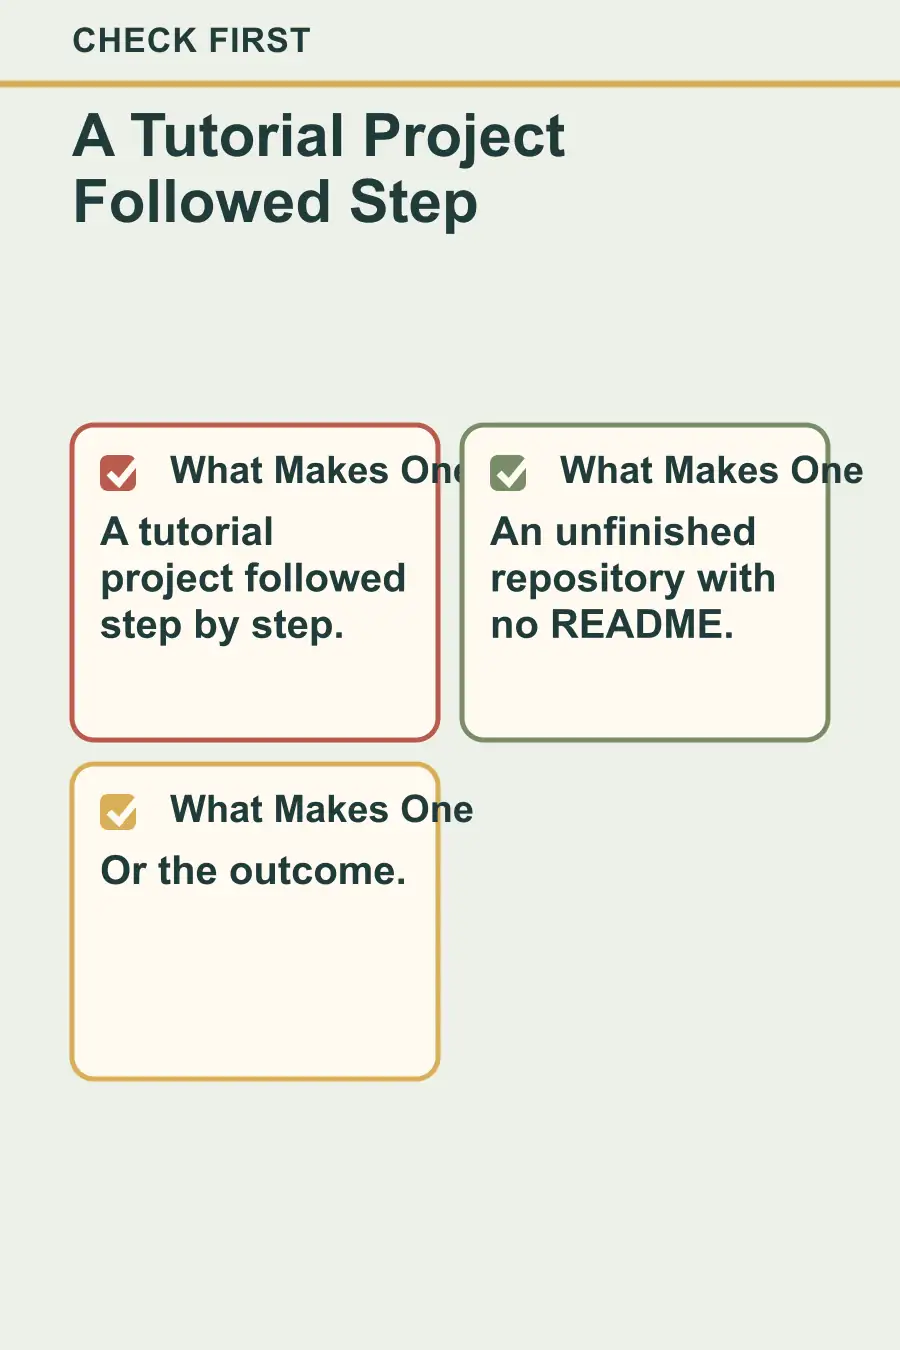 CHECK FIRST
A Tutorial Project
Followed Step
What Makes One
A tutorial
project followed
step by step.
What Makes One
An unfinished
repository with
no README.
What Makes One
Or the outcome.